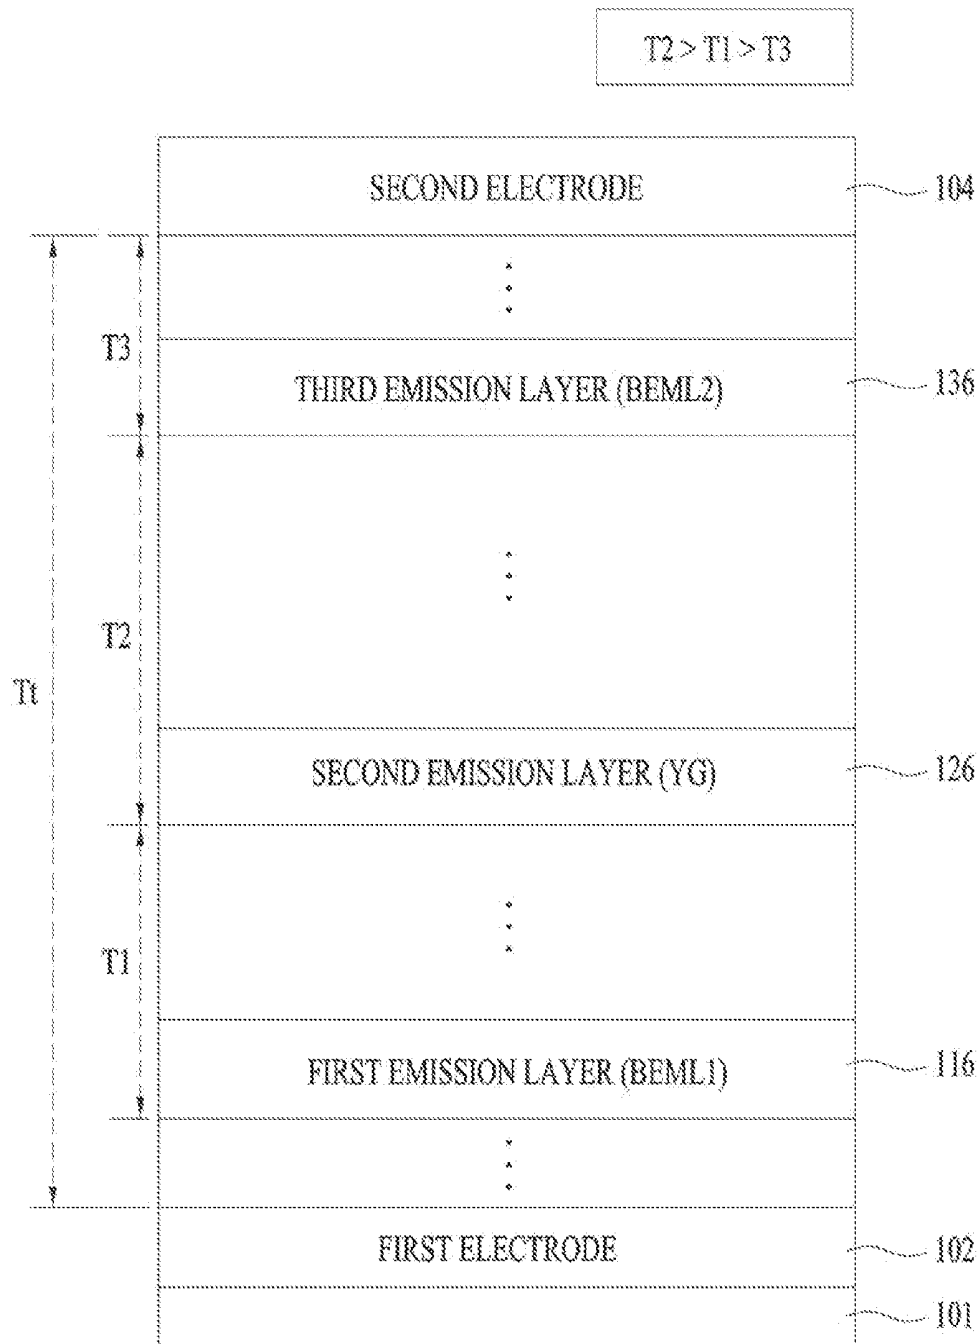 T2 > T1 > T3
SECOND ELECTRODE
104
T3
THIRD EMISSION LAYER (BEML2)
136
T2
Tt
SECOND EMISSION LAYER (YG)
126
T1
FIRST EMISSION LAYER (BEML1)
116
FIRST ELECTRODE
102
101